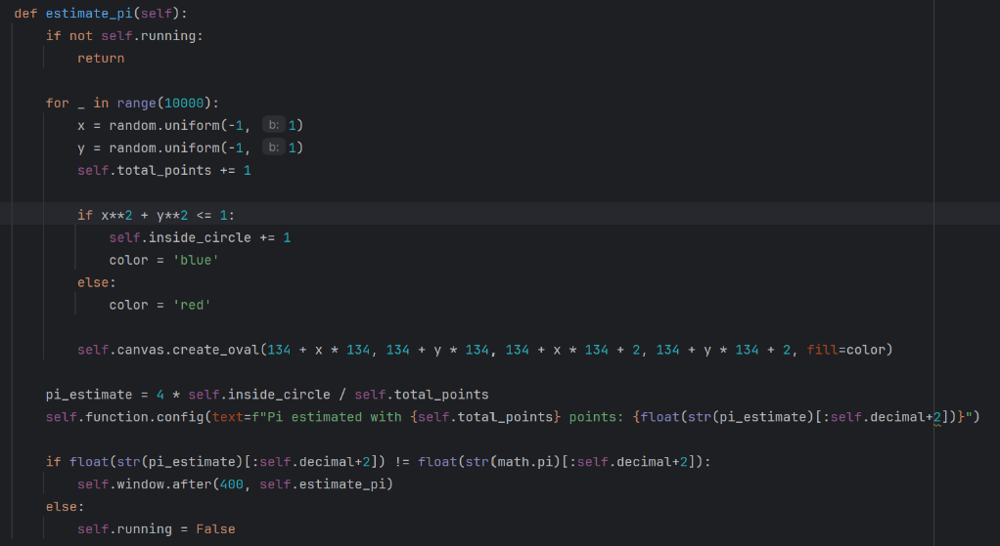 def estimate_pi(self):
    if not self.running:
        return

    for _ in range(10000):
        x = random.uniform(-1, b: 1)
        y = random.uniform(-1, b: 1)
        self.total_points += 1

        if x**2 + y**2 <= 1:
            self.inside_circle += 1
            color = 'blue'
        else:
            color = 'red'

        self.canvas.create_oval(134 + x * 134, 134 + y * 134, 134 + x * 134 + 2, 134 + y * 134 + 2, fill=color)

    pi_estimate = 4 * self.inside_circle / self.total_points
    self.function.config(text=f"Pi estimated with {self.total_points} points: {float(str(pi_estimate)[:self.decimal+2])}")

    if float(str(pi_estimate)[:self.decimal+2]) != float(str(math.pi)[:self.decimal+2]):
        self.window.after(400, self.estimate_pi)
    else:
        self.running = False